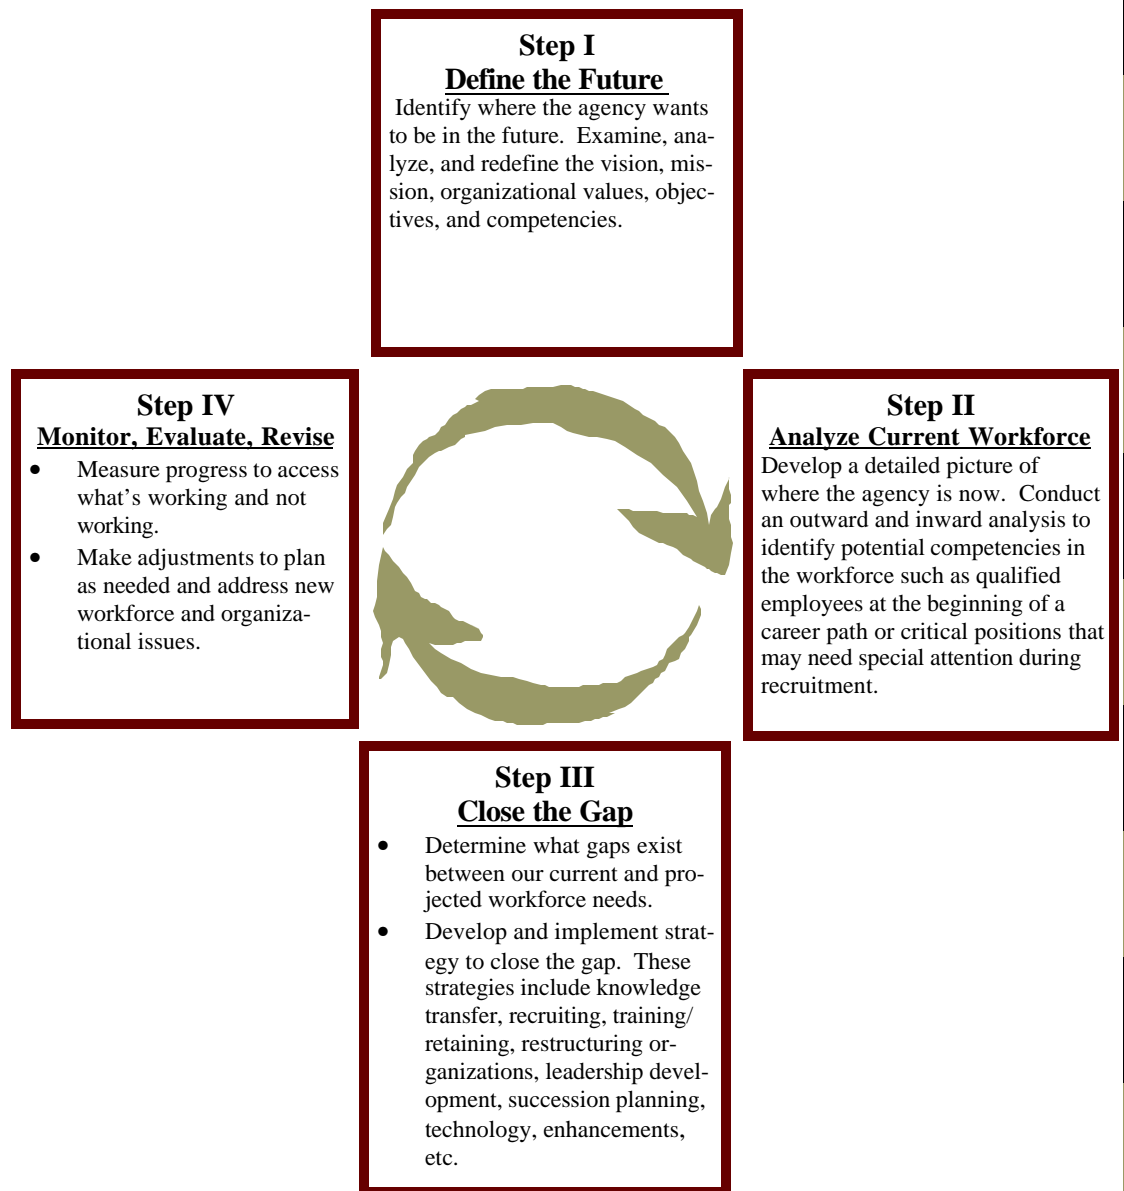 Step I
Define the Future
Identify where the agency wants
to be in the future.  Examine, ana-
lyze, and redefine the vision, mis-
sion, organizational values, objec-
tives, and competencies.
Step II
Analyze Current Workforce
Develop a detailed picture of
where the agency is now.  Conduct
an outward and inward analysis to
identify potential competencies in
the workforce such as qualified
employees at the beginning of a
career path or critical positions that
may need special attention during
recruitment.
Step III
Close the Gap
• Determine what gaps exist
between our current and pro-
jected workforce needs.
• Develop and implement strat-
egy to close the gap.  These
strategies include knowledge
transfer, recruiting, training/
retaining, restructuring or-
ganizations, leadership devel-
opment, succession planning,
technology, enhancements,
etc.
Step IV
Monitor, Evaluate, Revise
• Measure progress to access
what’s working and not
working.
• Make adjustments to plan
as needed and address new
workforce and organiza-
tional issues.